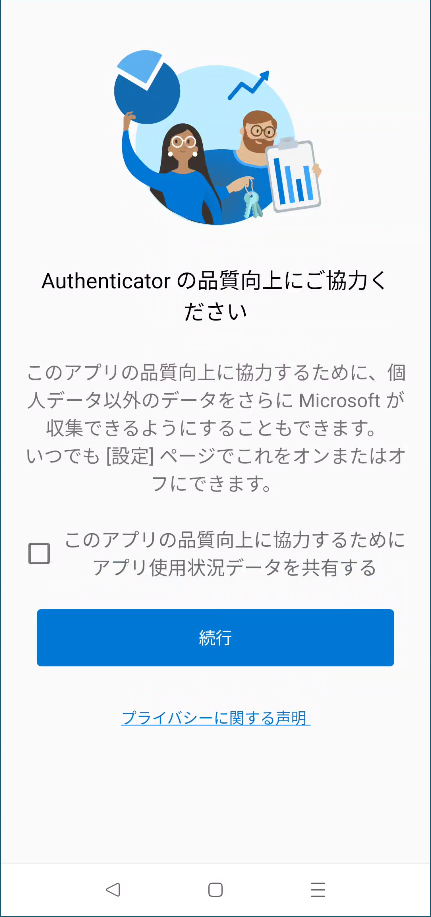 Authenticator の品質向上にご協力く
ださい
このアプリの品質向上に協力するために、個
人データ以外のデータをさらに Microsoft が
収集できるようにすることもできます。
いつでも [設定] ページでこれをオンまたはオ
フにできます。
このアプリの品質向上に協力するために
アプリ使用状況データを共有する
続行
プライバシーに関する声明